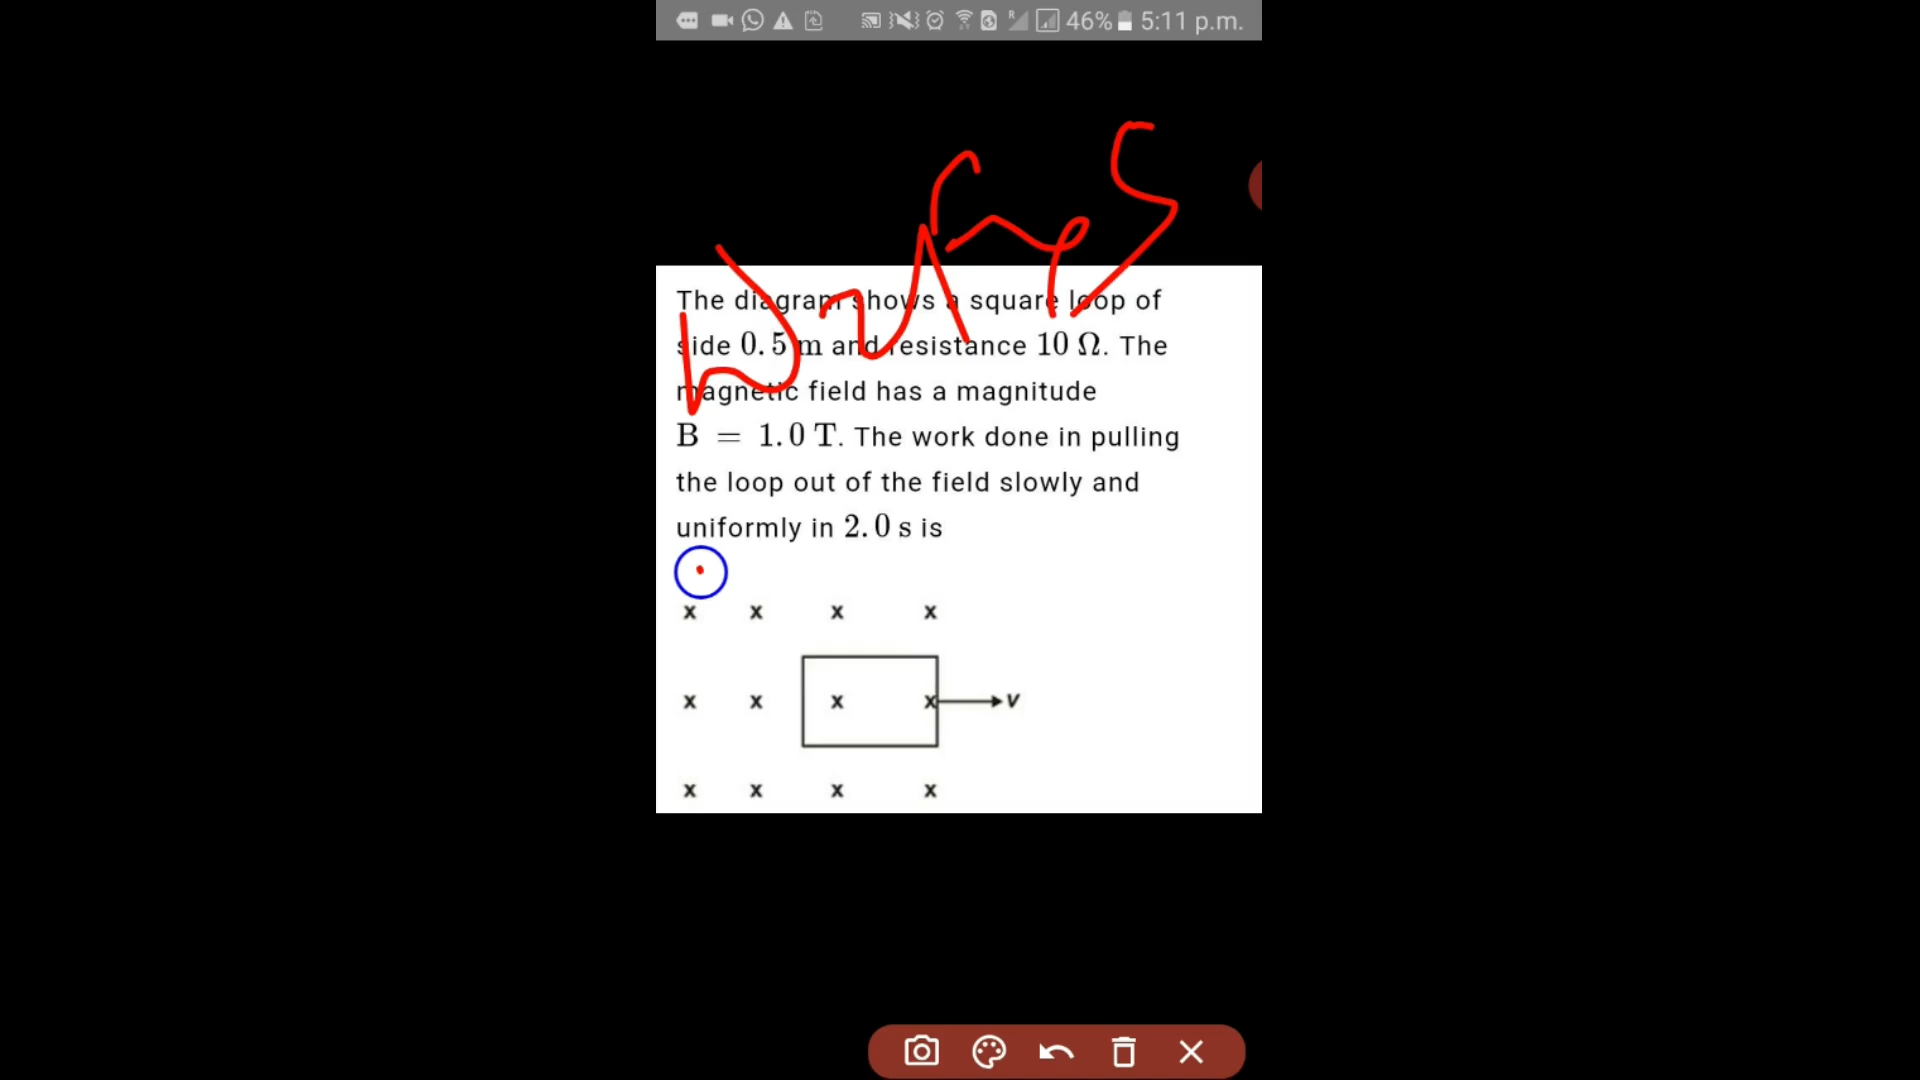 46% 5:11 p.m.
The diagram shows a square loop of
side 0.5 m and resistance 10 Ω. The
magnetic field has a magnitude
B = 1.0 T. The work done in pulling
the loop out of the field slowly and
uniformly in 2.0 s is
x x x x
x x x x v
x x x x